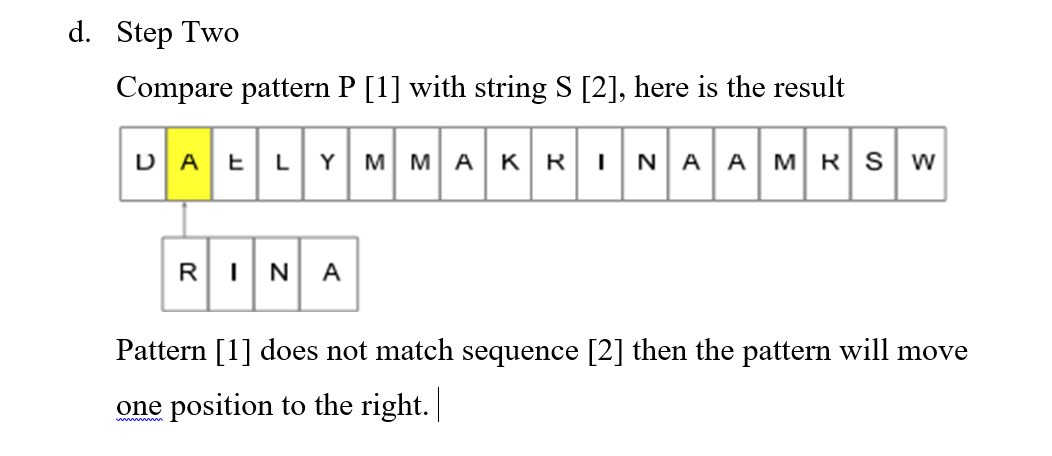 d. Step Two
Compare pattern P [1] with string S [2], here is the result
D A E L Y M M A K R I N A A M R S W
R I N A
Pattern [1] does not match sequence [2] then the pattern will move
one position to the right.